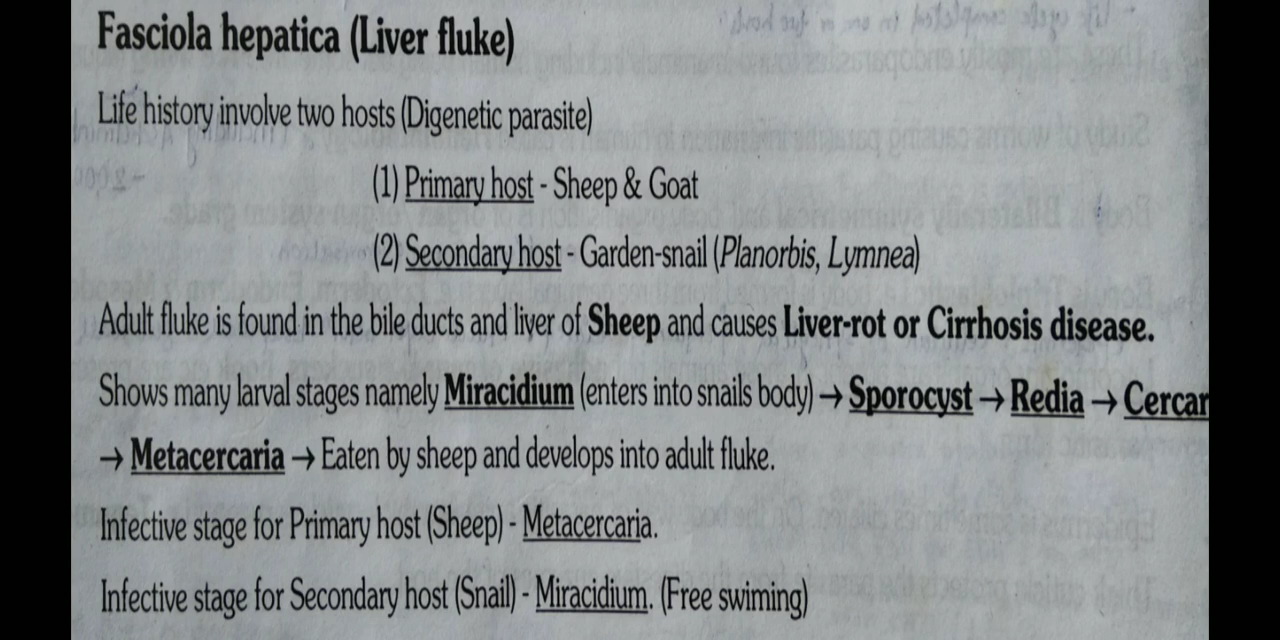 Fasciola hepatica (Liver fluke)
Life history involve two hosts (Digenetic parasite)
(1) Primary host - Sheep & Goat
(2) Secondary host - Garden-snail (Planorbis, Lymnea)
Adult fluke is found in the bile ducts and liver of Sheep and causes Liver-rot or Cirrhosis disease.
Shows many larval stages namely Miracidium (enters into snails body) → Sporocyst → Redia → Cercar
→ Metacercaria → Eaten by sheep and develops into adult fluke.
Infective stage for Primary host (Sheep) - Metacercaria.
Infective stage for Secondary host (Snail) - Miracidium. (Free swiming)